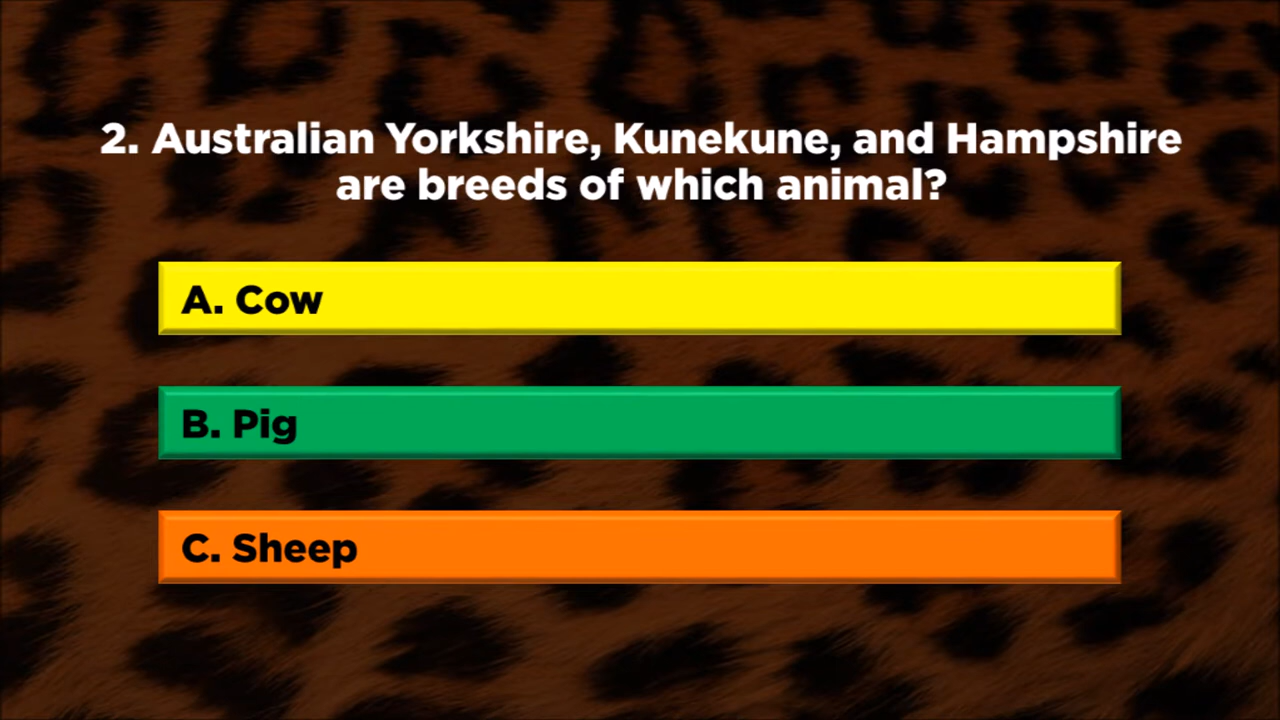 2. Australian Yorkshire, Kunekune, and Hampshire
are breeds of which animal?
A. Cow
B. Pig
C. Sheep